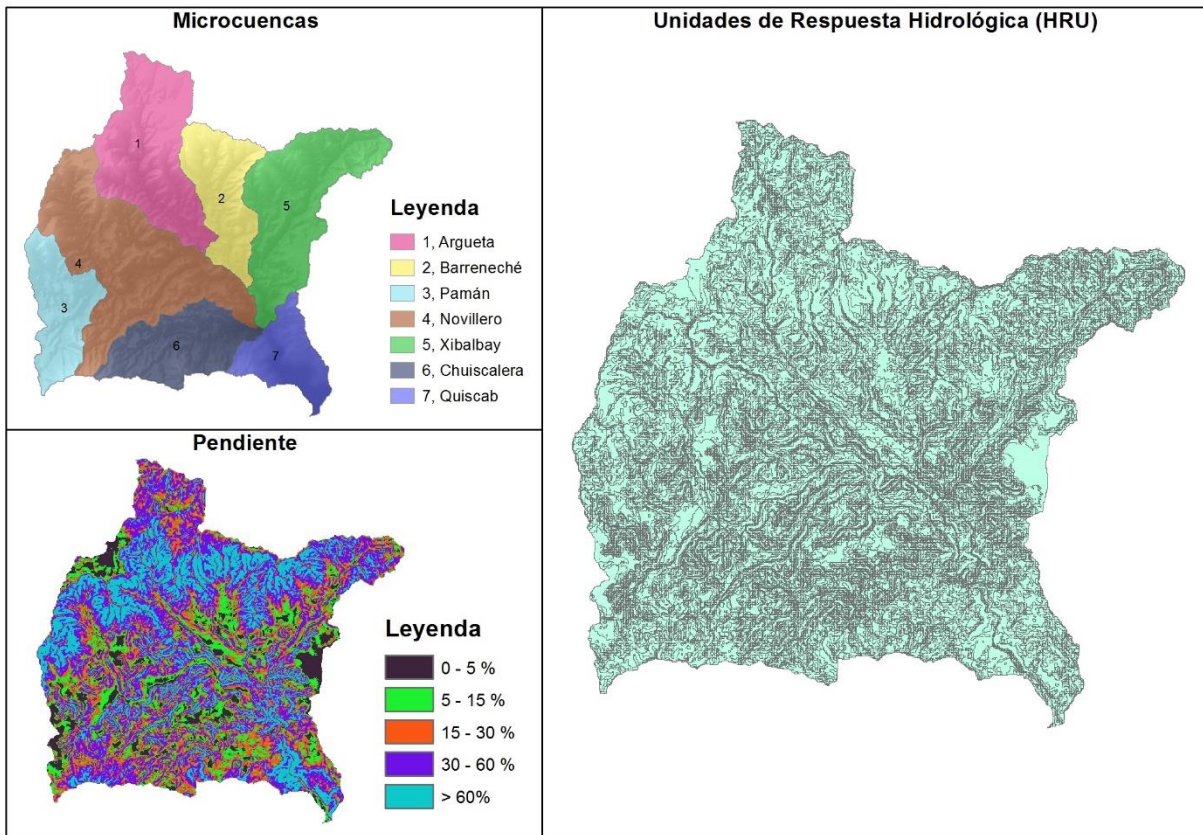 Microcuencas
1
2
5
4
3
6
7
Leyenda
1, Argueta
2, Barreneché
3, Pamán
4, Novillero
5, Xibalbay
6, Chuiscalera
7, Quiscab
Pendiente
Leyenda
0 - 5 %
5 - 15 %
15 - 30 %
30 - 60 %
> 60%
Unidades de Respuesta Hidrológica (HRU)